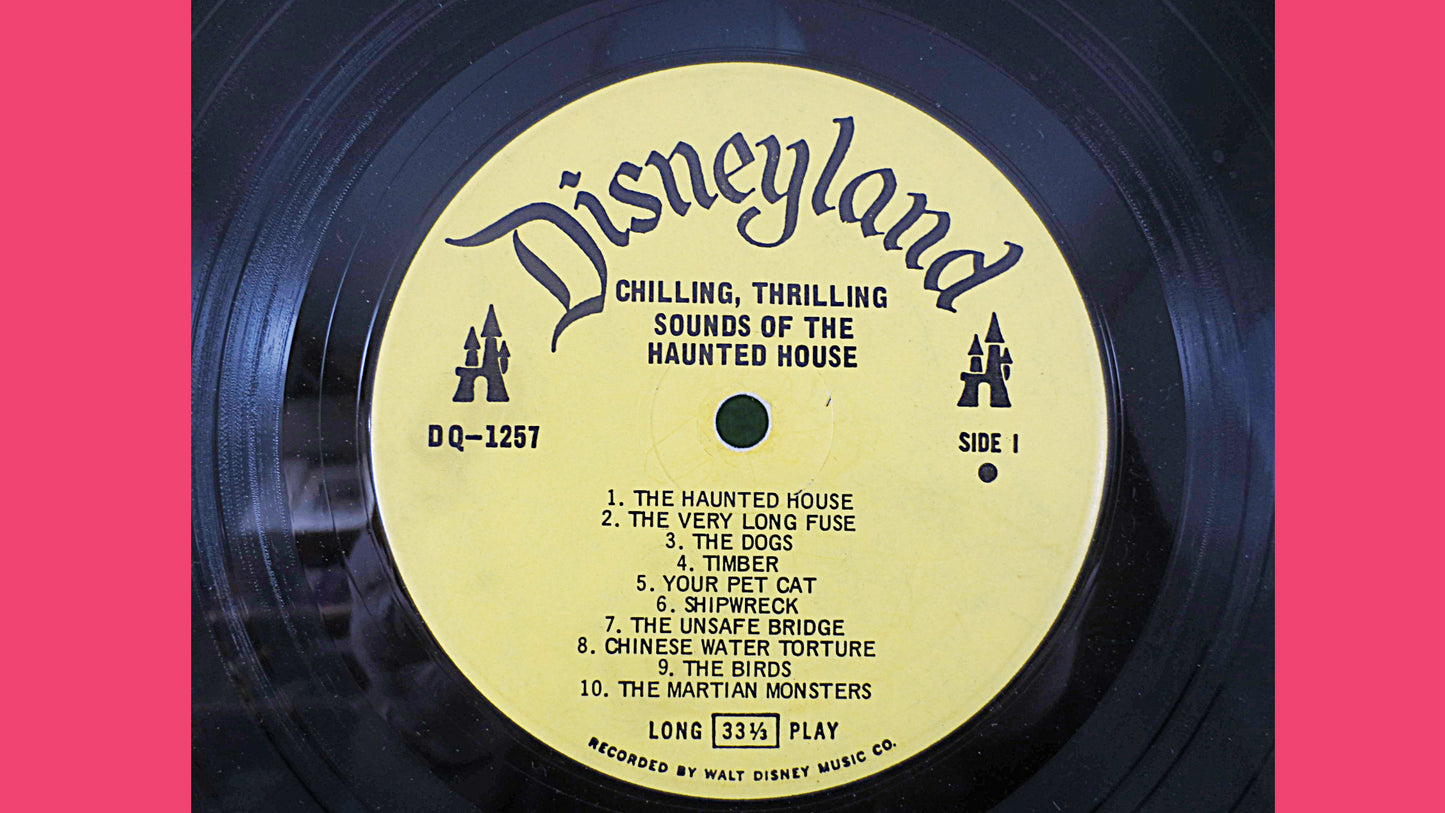 Disneyland
CHILLING, THRILLING
SOUNDS OF THE
HAUNTED HOUSE
DQ-1257
SIDE 1
1. THE HAUNTED HOUSE
2. THE VERY LONG FUSE
3. THE DOGS
4. TIMBER
5. YOUR PET CAT
6. SHIPWRECK
7. THE UNSAFE BRIDGE
8. CHINESE WATER TORTURE
9. THE BIRDS
10. THE MARTIAN MONSTERS
LONG 33⅓ PLAY
RECORDED BY WALT DISNEY MUSIC CO.